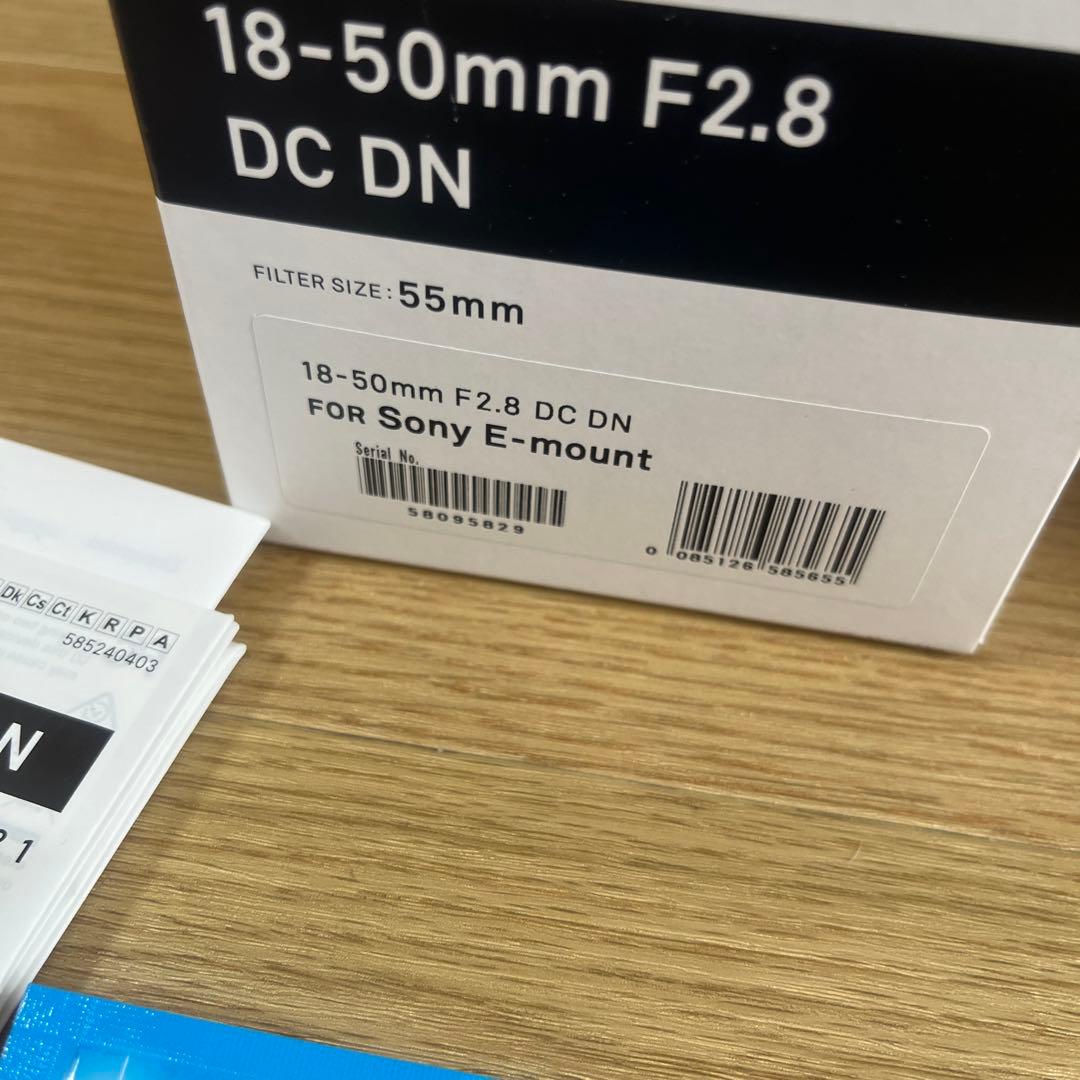 18-50mm F2.8
DC DN
FILTER SIZE: 55mm
18-50mm F2.8 DC DN
FOR Sony E-mount
Serial No.
58095829
0 085126 585655
Dk Cs Ct K R P A
585240403
N
1